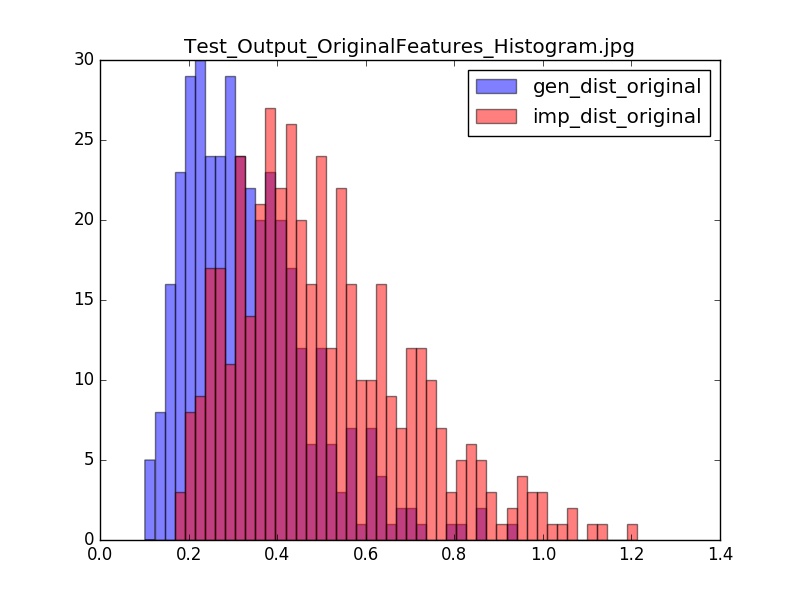 Test_Output_OriginalFeatures_Histogram.jpg
gen_dist_original
imp_dist_original
30
25
20
15
10
5
0
0.0 0.2 0.4 0.6 0.8 1.0 1.2 1.4